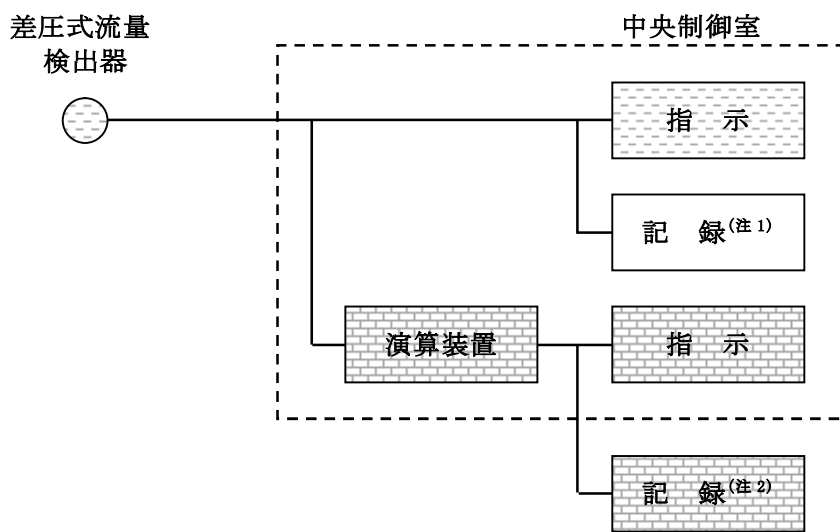 差圧式流量
検出器
中央制御室
指 示
記 録(注1)
演算装置
指 示
記 録(注2)